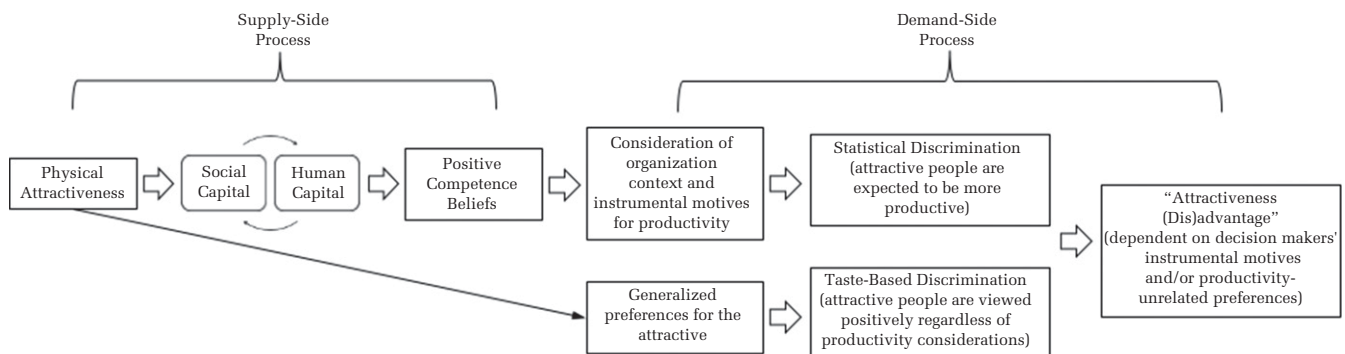 Supply-Side
Process
Demand-Side
Process
Physical
Attractiveness
Social
Capital
Human
Capital
Positive
Competence
Beliefs
Consideration of
organization
context and
instrumental motives
for productivity
Statistical Discrimination
(attractive people are
expected to be more
productive)
“Attractiveness
(Dis)advantage”
(dependent on decision makers'
instrumental motives
and/or productivity-
unrelated preferences)
Generalized
preferences for the
attractive
Taste-Based Discrimination
(attractive people are viewed
positively regardless of
productivity considerations)